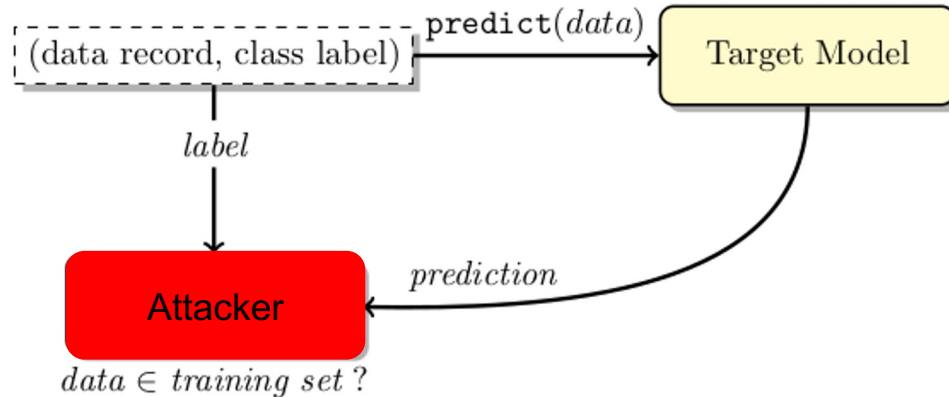 (data record, class label)
predict(data)
Target Model
label
Attacker
prediction
data ∈ training set ?